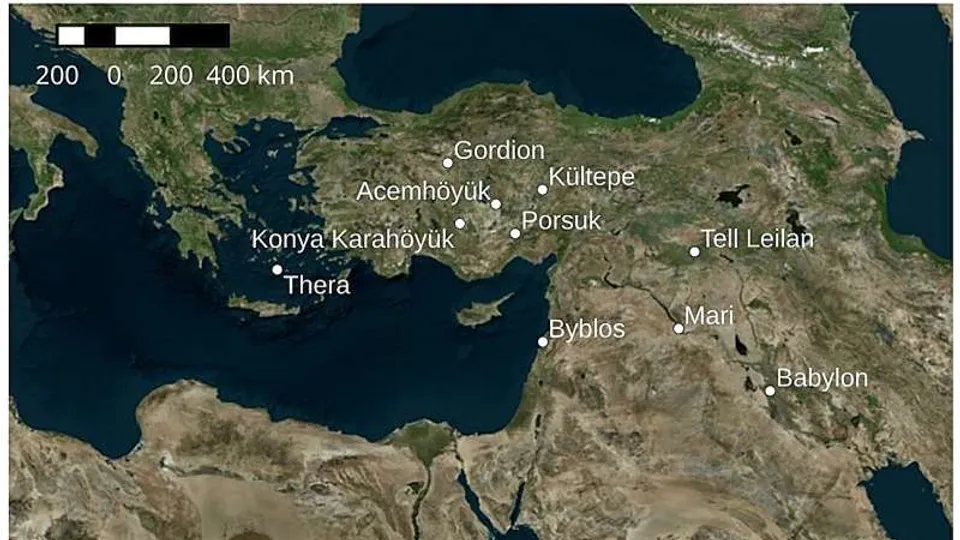 200 0 200 400 km
Gordion
Kültepe
Acemhöyük
Porsuk
Konya Karahöyük
Tell Leilan
Thera
Mari
Byblos
Babylon